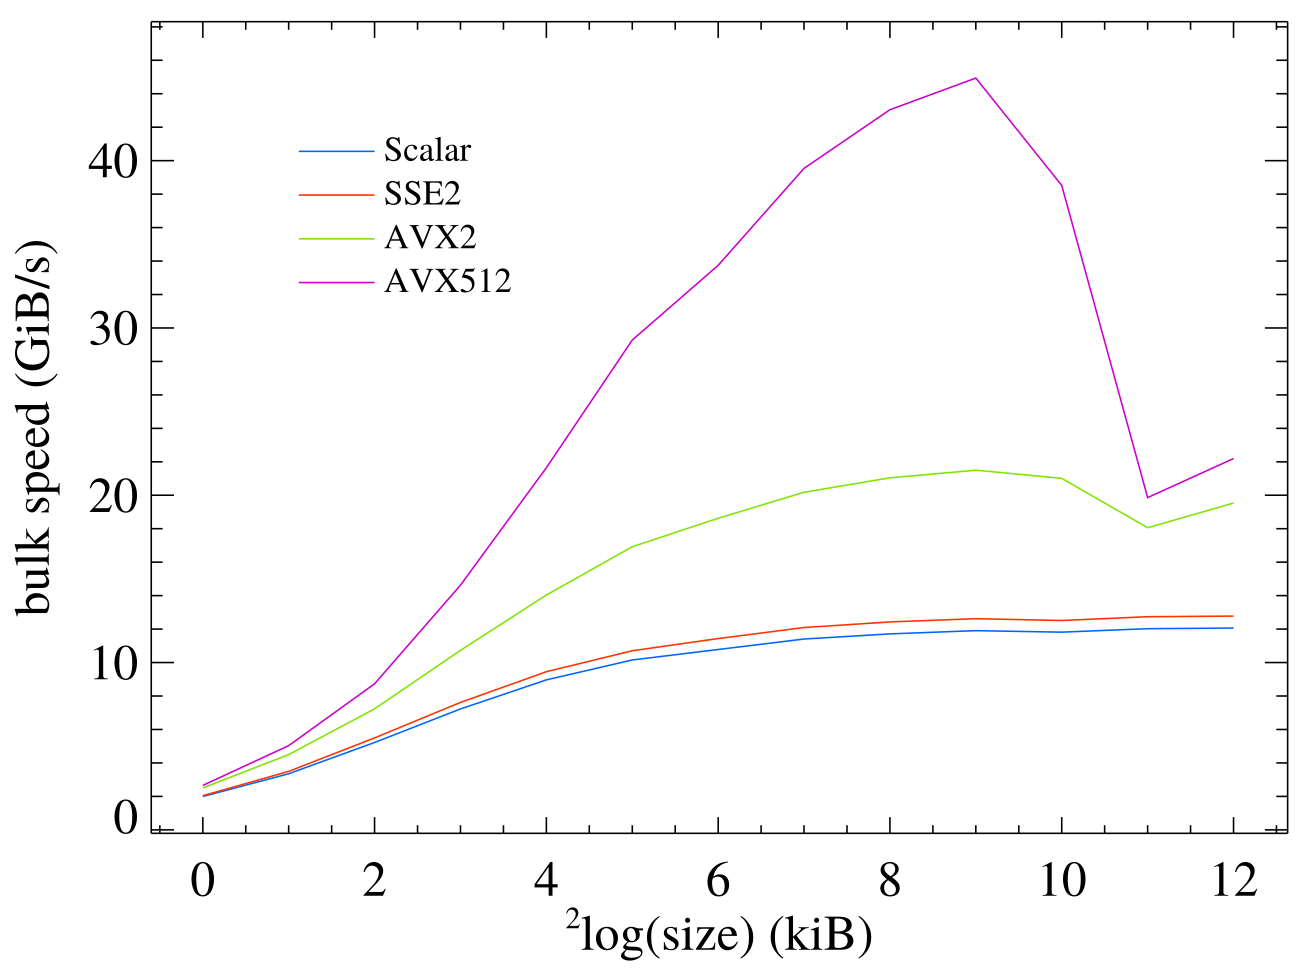 Scalar
SSE2
AVX2
AVX512
bulk speed (GiB/s)
40
30
20
10
0
0 2 4 6 8 10 12
²log(size) (kiB)